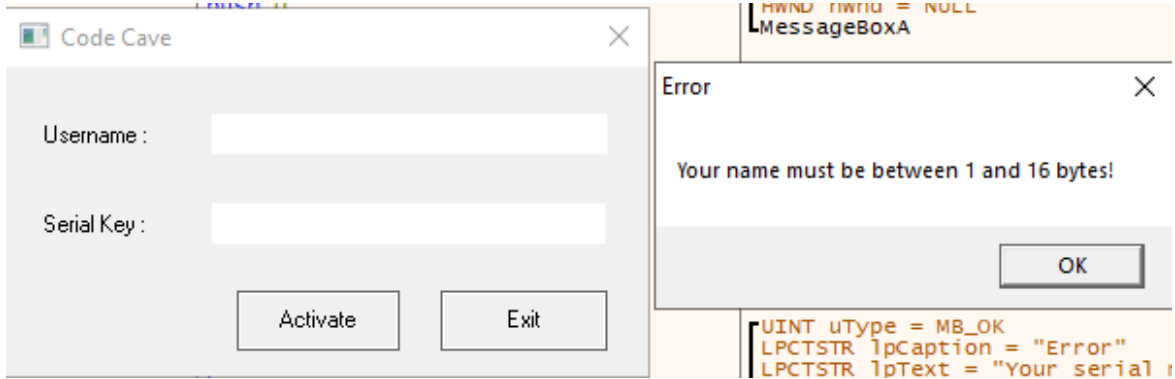 HWND hWnd = NULL
MessageBoxA
Code Cave
Error
Username :
Your name must be between 1 and 16 bytes!
Serial Key :
OK
Activate
Exit
UINT uType = MB_OK
LPCTSTR lpCaption = "Error"
LPCTSTR lpText = "Your serial